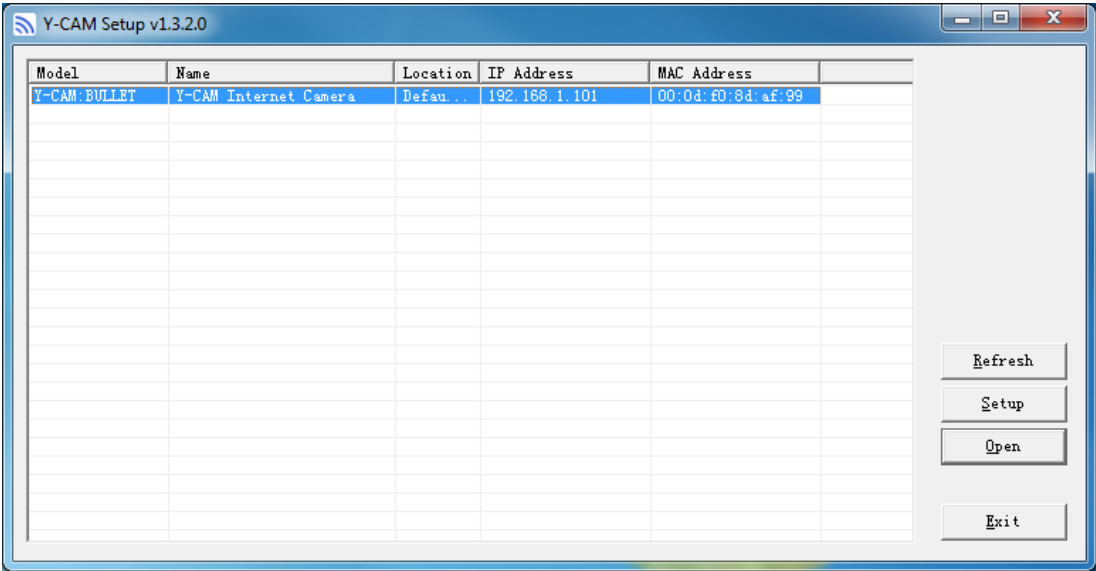 Y-CAM Setup v1.3.2.0
Model Name Location IP Address MAC Address
Y-CAM:BULLET Y-CAM Internet Camera Defau... 192.168.1.101 00:0d:f0:8d:af:99
Refresh
Setup
Open
Exit